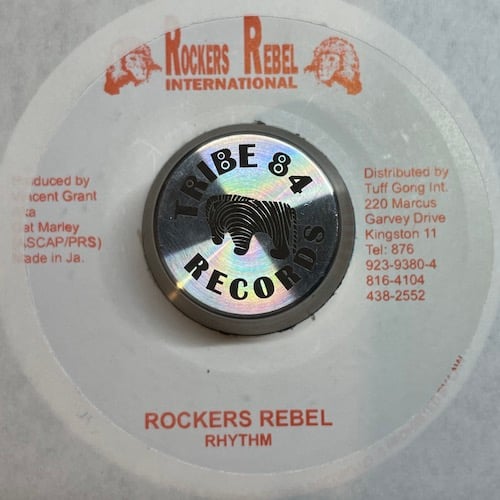 ROCKERS REBEL
INTERNATIONAL
TRIBE 84
RECORDS
oduced by
ncent Grant
ka
at Marley
ASCAP/PRS)
ade in Ja.
Distributed by
Tuff Gong Int.
220 Marcus
Garvey Drive
Kingston 11
Tel: 876
923-9380-4
816-4104
438-2552
ROCKERS REBEL
RHYTHM